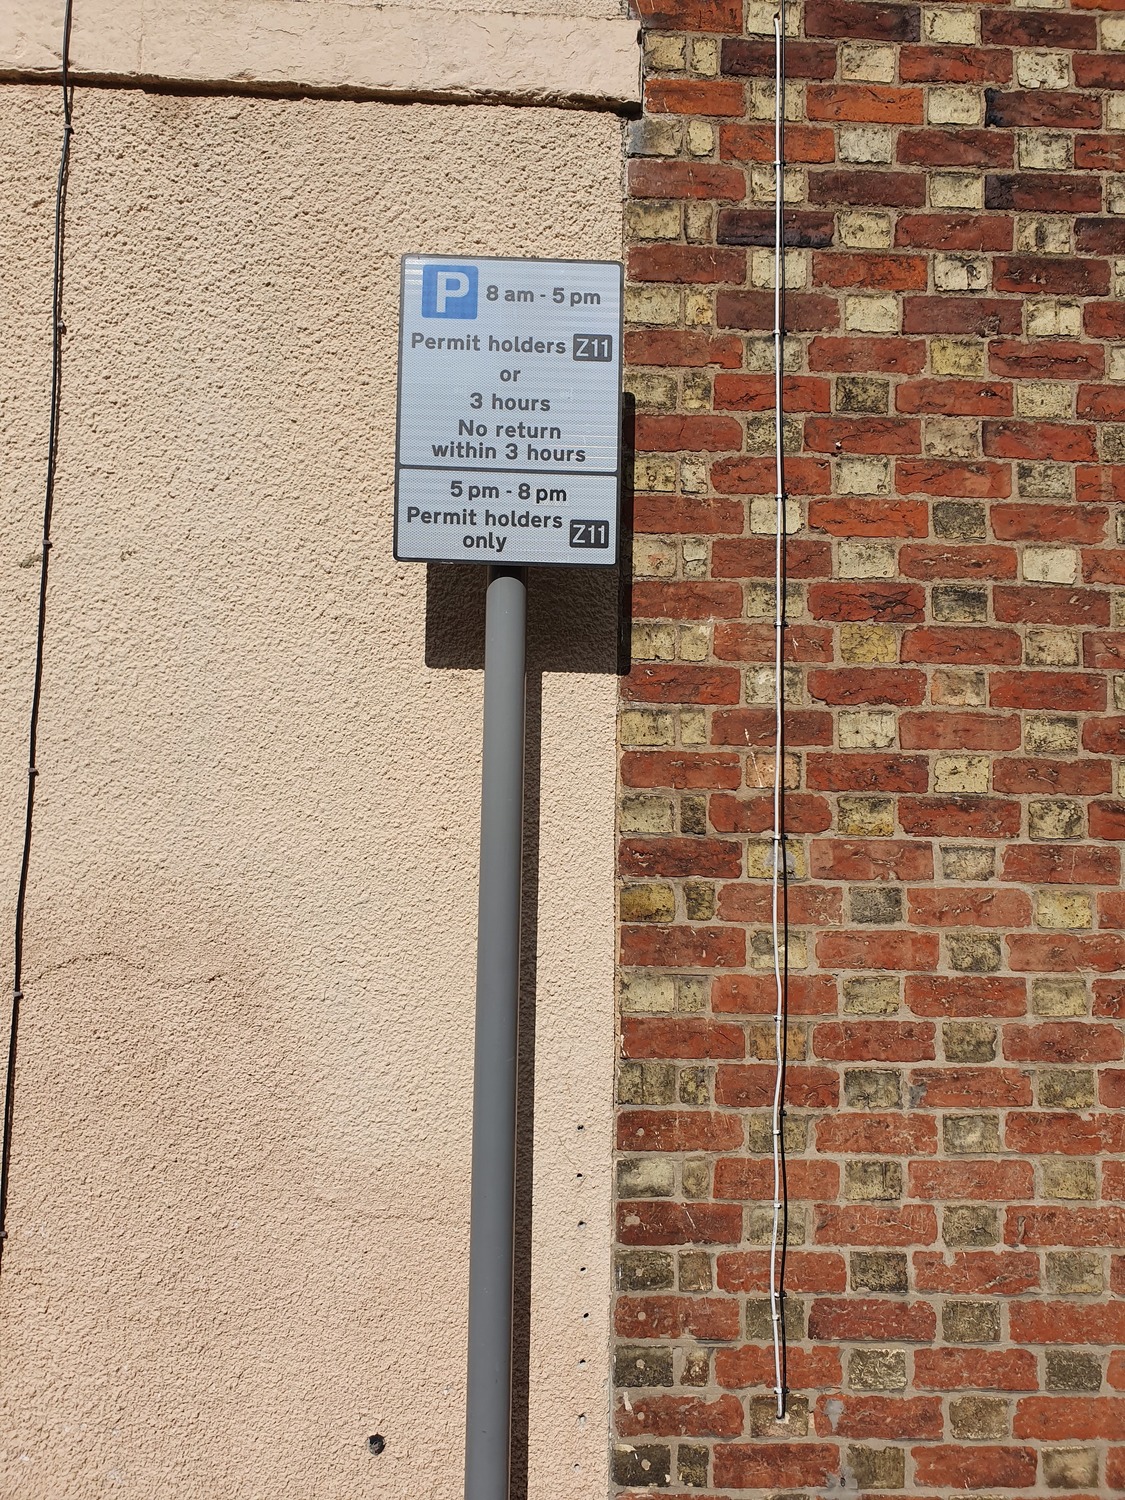 P 8 am - 5 pm
Permit holders Z11
or
3 hours
No return
within 3 hours
5 pm - 8 pm
Permit holders Z11
only